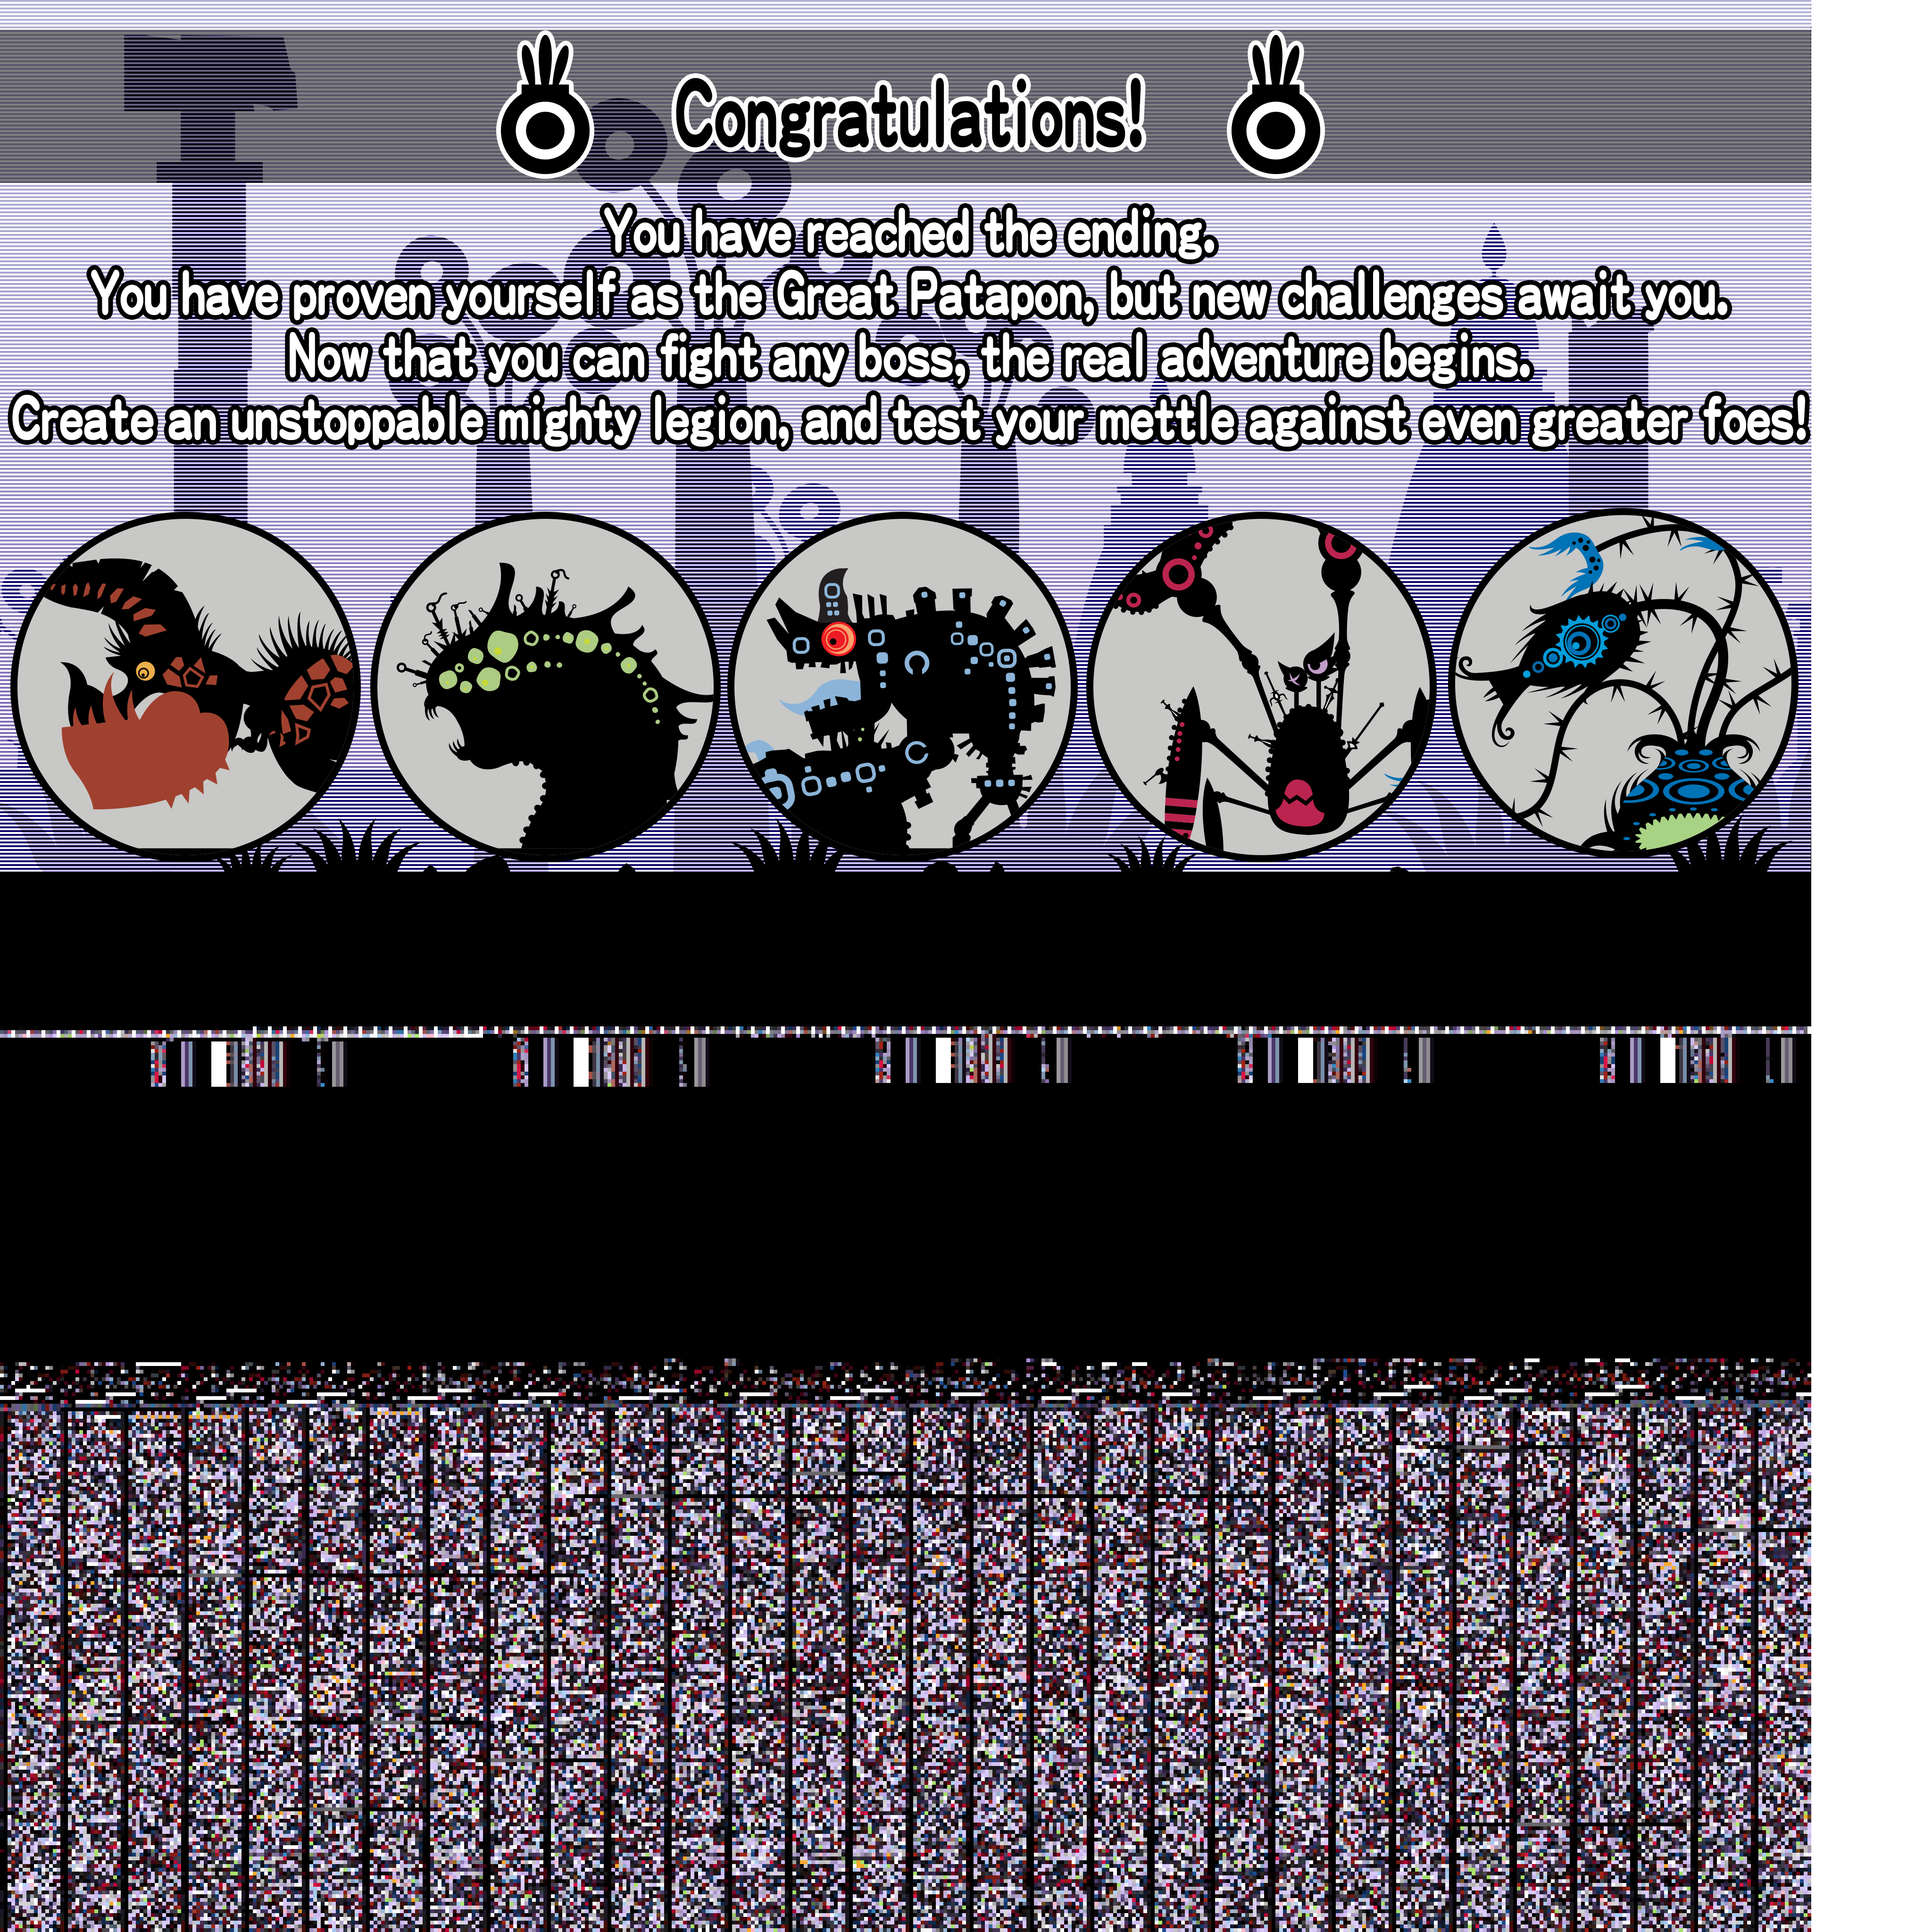 Congratulations!
You have reached the ending.
You have proven yourself as the Great Patapon, but new challenges await you.
Now that you can fight any boss, the real adventure begins.
Create an unstoppable mighty legion, and test your mettle against even greater foes!